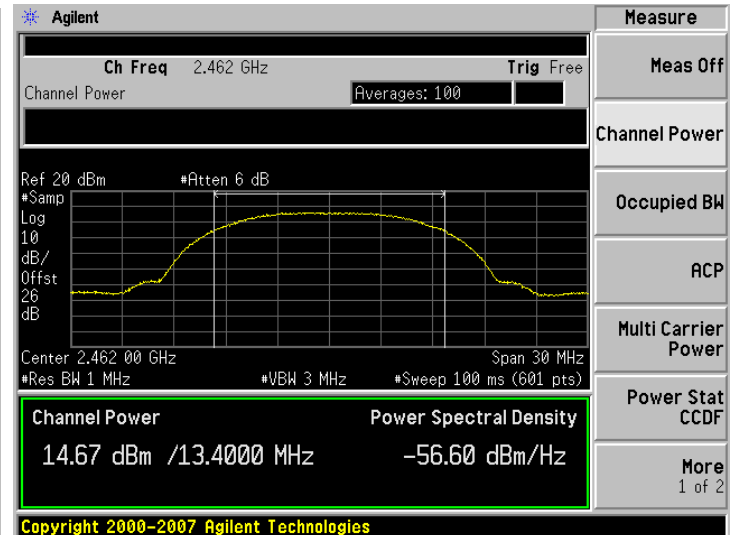 Agilent
Measure
Ch Freq 2.462 GHz Trig Free
Channel Power Averages: 100
Ref 20 dBm #Atten 6 dB
#Samp
Log
10
dB/
Offst
26
dB
Center 2.462 00 GHz Span 30 MHz
#Res BW 1 MHz #VBW 3 MHz #Sweep 100 ms (601 pts)
Channel Power Power Spectral Density
14.67 dBm /13.4000 MHz -56.60 dBm/Hz
Meas Off
Channel Power
Occupied BW
ACP
Multi Carrier
Power
Power Stat
CCDF
More
1 of 2
Copyright 2000-2007 Agilent Technologies